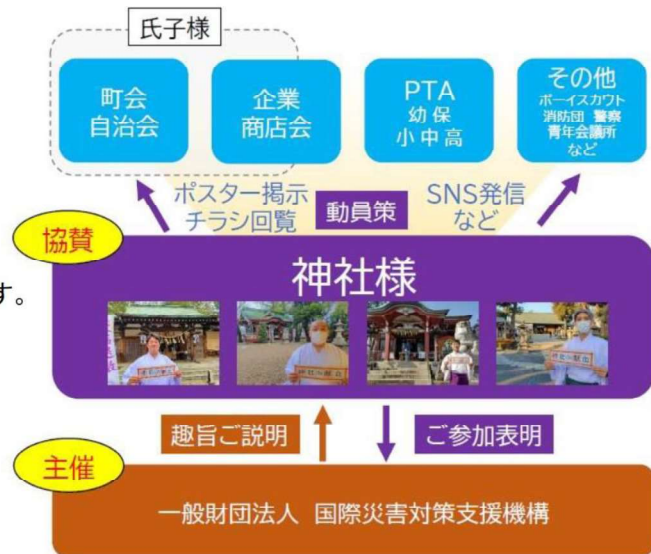 氏子様
町会
自治会
企業
商店会
PTA
幼保
小中高
その他
ボーイスカウト
消防団 警察
青年会議所
など
ポスター掲示
チラシ回覧
動員策
SNS発信
など
協賛
神社様
す。
趣旨ご説明
ご参加表明
主催
一般財団法人 国際災害対策支援機構